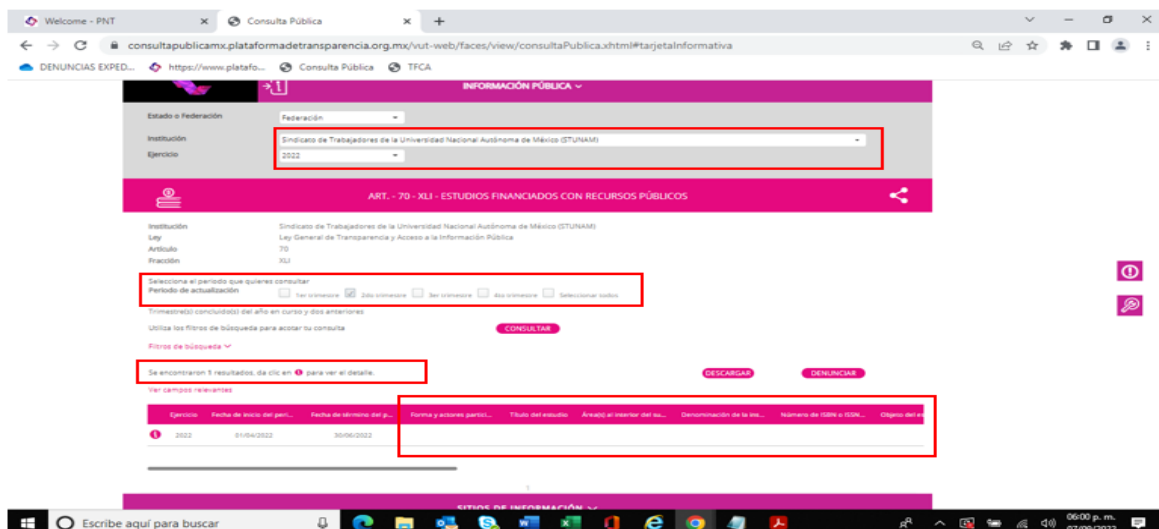 Welcome - PNT
Consulta Pública
consultapublicamx.plataformadetransparencia.org.mx/vut-web/faces/view/consultaPublica.xhtml#tarjetaInformativa
DENUNCIAS EXPED... https://www.platafo... Consulta Pública TFCA
INFORMACIÓN PÚBLICA
Estado o Federación Federación
Institución Sindicato de Trabajadores de la Universidad Nacional Autónoma de México (STUNAM)
Ejercicio 2022
ART. - 70 - XLI - ESTUDIOS FINANCIADOS CON RECURSOS PÚBLICOS
Institución Sindicato de Trabajadores de la Universidad Nacional Autónoma de México (STUNAM)
Ley Ley General de Transparencia y Acceso a la Información Pública
Artículo 70
Fracción XLI
Selecciona el periodo que quieres consultar
Periodo de actualización 1er trimestre 2do trimestre 3er trimestre 4to trimestre Seleccionar todos
Trimestre(s) concluido(s) del año en curso y dos anteriores
Utiliza los filtros de búsqueda para acotar tu consulta CONSULTAR
Filtros de búsqueda
Se encontraron 1 resultados, da clic en para ver el detalle. DESCARGAR DENUNCIAR
Ver campos relevantes
Ejercicio Fecha de inicio del peri... Fecha de término del p... Forma y actores partici... Título del estudio Área(s) al interior del su... Denominación de la ins... Número de ISBN o ISSN... Objeto del es
2022 01/04/2022 30/06/2022
1
SITIOS DE INFORMACIÓN
Escribe aquí para buscar
06:00 p. m.
07/09/2022